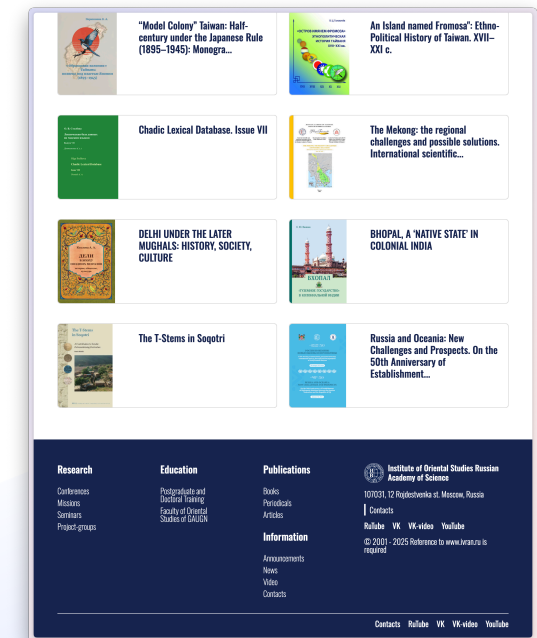 “Model Colony” Taiwan: Half-
century under the Japanese Rule
(1895–1945): Monogra...
An Island named Fromosa”: Ethno-
Political History of Taiwan. XVII–
XXI c.
Chadic Lexical Database. Issue VII
The Mekong: the regional
challenges and possible solutions.
International scientific...
ДЕЛИ
DELHI UNDER THE LATER
MUGHALS: HISTORY, SOCIETY,
CULTURE
БХОПАЛ
BHOPAL, A ‘NATIVE STATE’ IN
COLONIAL INDIA
The T-Stems
in Soqotri
The T-Stems in Soqotri
Russia and Oceania: New
Challenges and Prospects. On the
50th Anniversary of
Establishment...
Research
Conferences
Missions
Seminars
Project-groups
Education
Postgraduate and
Doctoral Training
Faculty of Oriental
Studies of GAUGN
Publications
Books
Periodicals
Articles
Information
Announcements
News
Video
Contacts
Institute of Oriental Studies Russian
Academy of Science
107031, 12 Rojdestvenka st. Moscow, Russia
Contacts
RuTube VK VK-video YouTube
© 2001 - 2025 Reference to www.ivran.ru is
required
Contacts RuTube VK VK-video YouTube